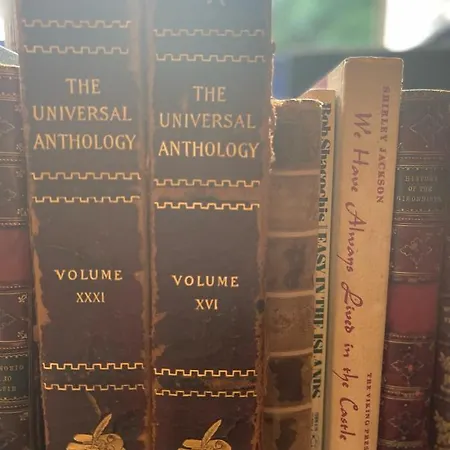 THE
UNIVERSAL
ANTHOLOGY
VOLUME
XXXI
THE
UNIVERSAL
ANTHOLOGY
VOLUME
XVI
Bob Shacochis EASY IN THE ISLANDS
SHIRLEY JACKSON
We Have Always Lived in the Castle
THE VIKING PRESS